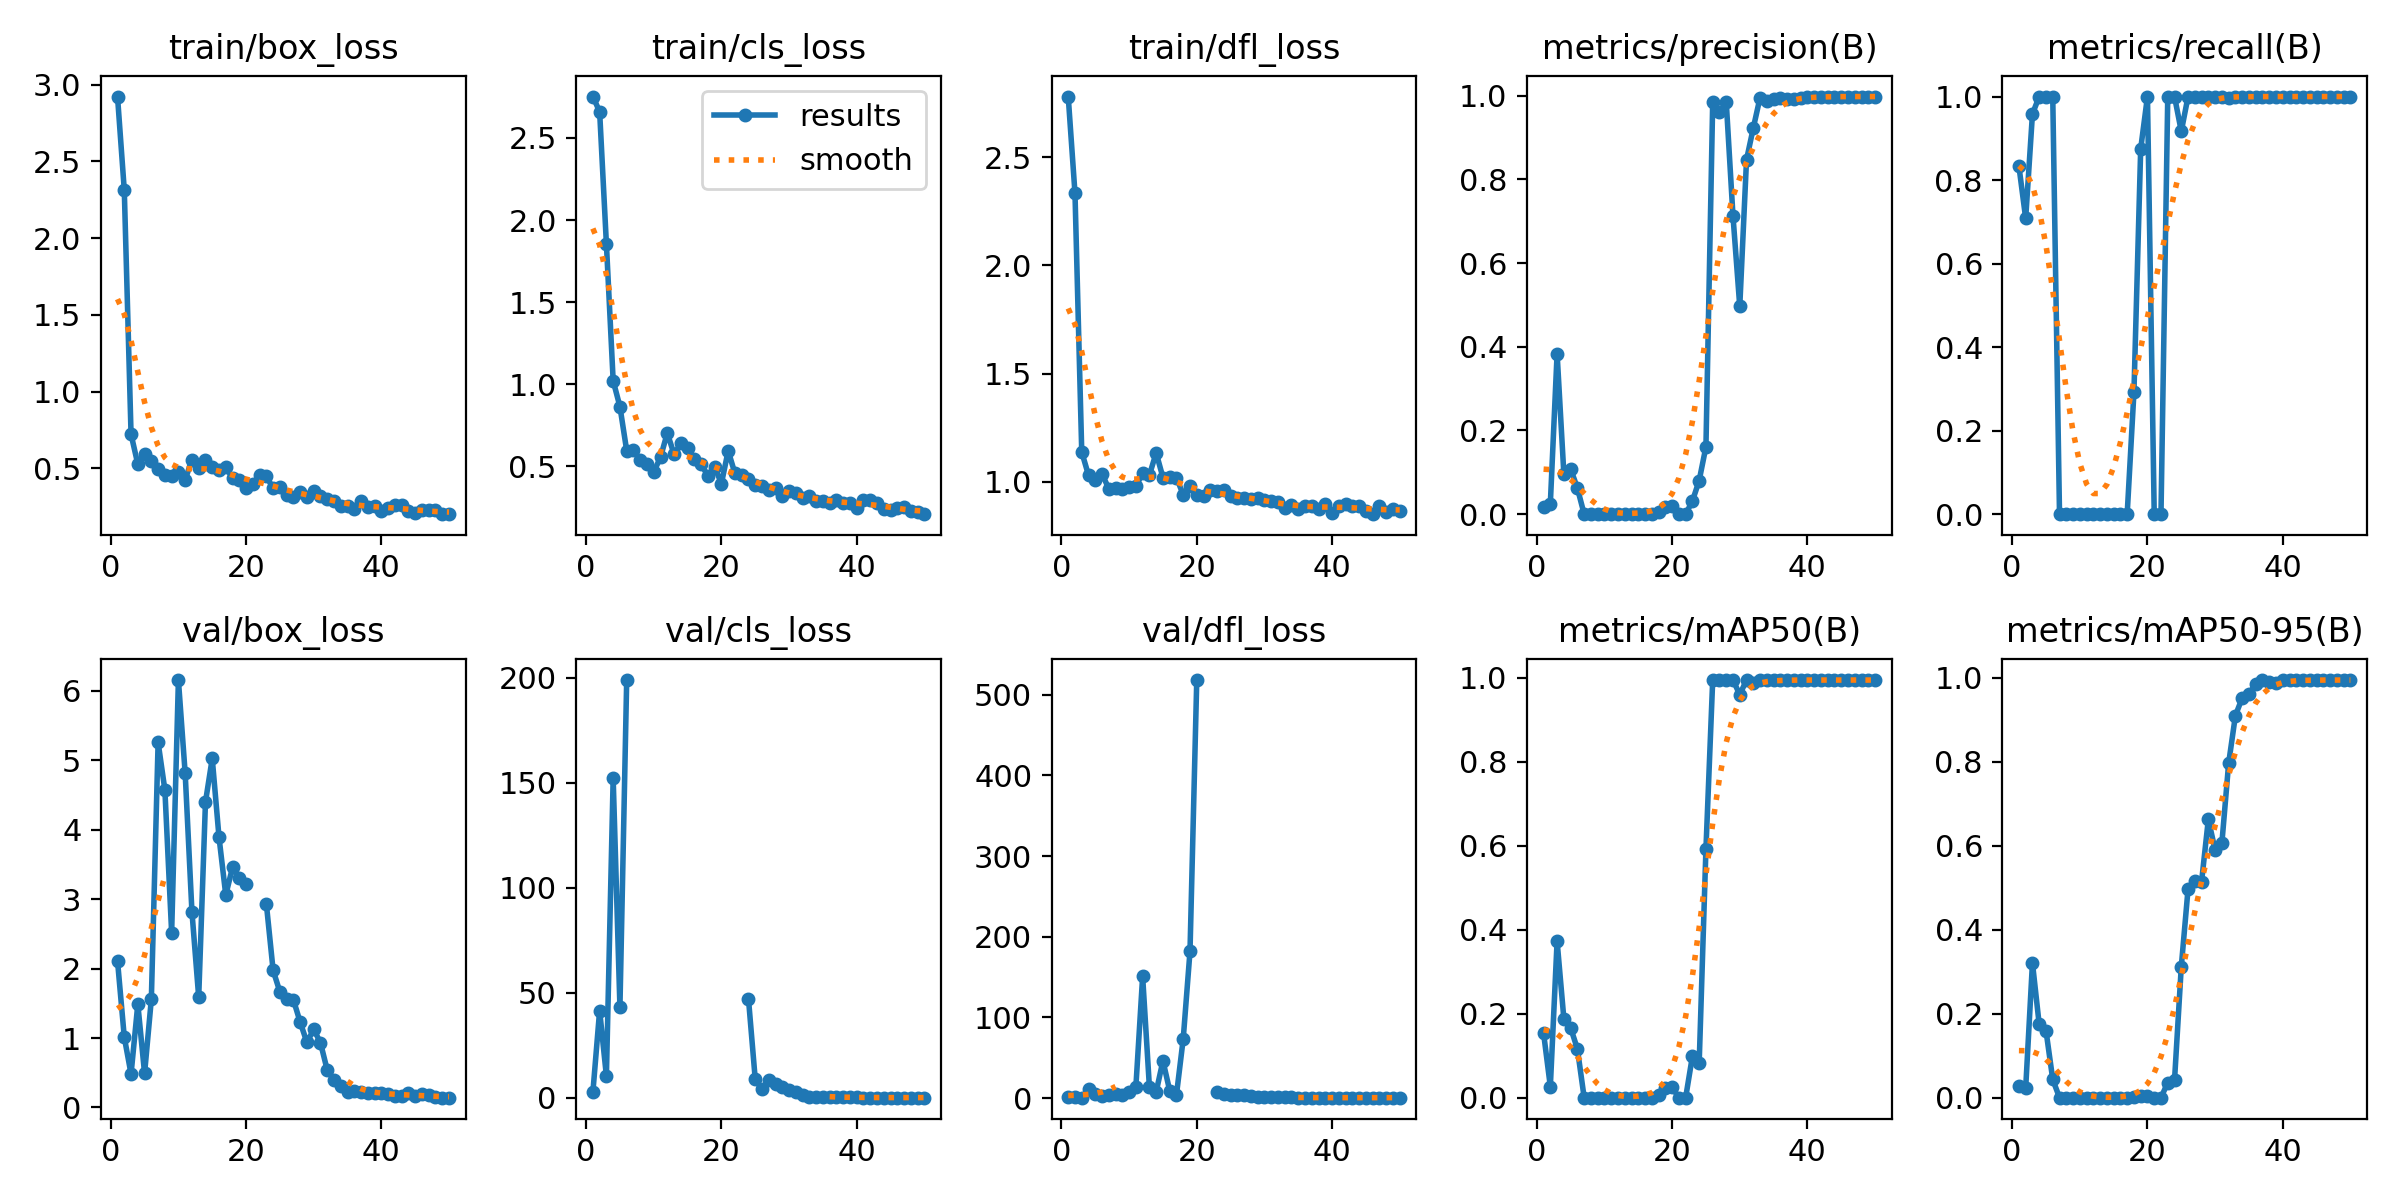 train/box_loss
3.0
2.5
2.0
1.5
1.0
0.5
0 20 40
train/cls_loss
results
smooth
2.5
2.0
1.5
1.0
0.5
0 20 40
train/dfl_loss
2.5
2.0
1.5
1.0
0 20 40
metrics/precision(B)
1.0
0.8
0.6
0.4
0.2
0.0
0 20 40
metrics/recall(B)
1.0
0.8
0.6
0.4
0.2
0.0
0 20 40
val/box_loss
6
5
4
3
2
1
0
0 20 40
val/cls_loss
200
150
100
50
0
0 20 40
val/dfl_loss
500
400
300
200
100
0
0 20 40
metrics/mAP50(B)
1.0
0.8
0.6
0.4
0.2
0.0
0 20 40
metrics/mAP50-95(B)
1.0
0.8
0.6
0.4
0.2
0.0
0 20 40